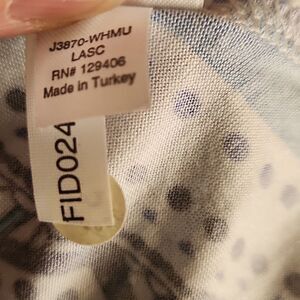 J3870-WHMU
LASC
RN# 129406
Made in Turkey
FID024